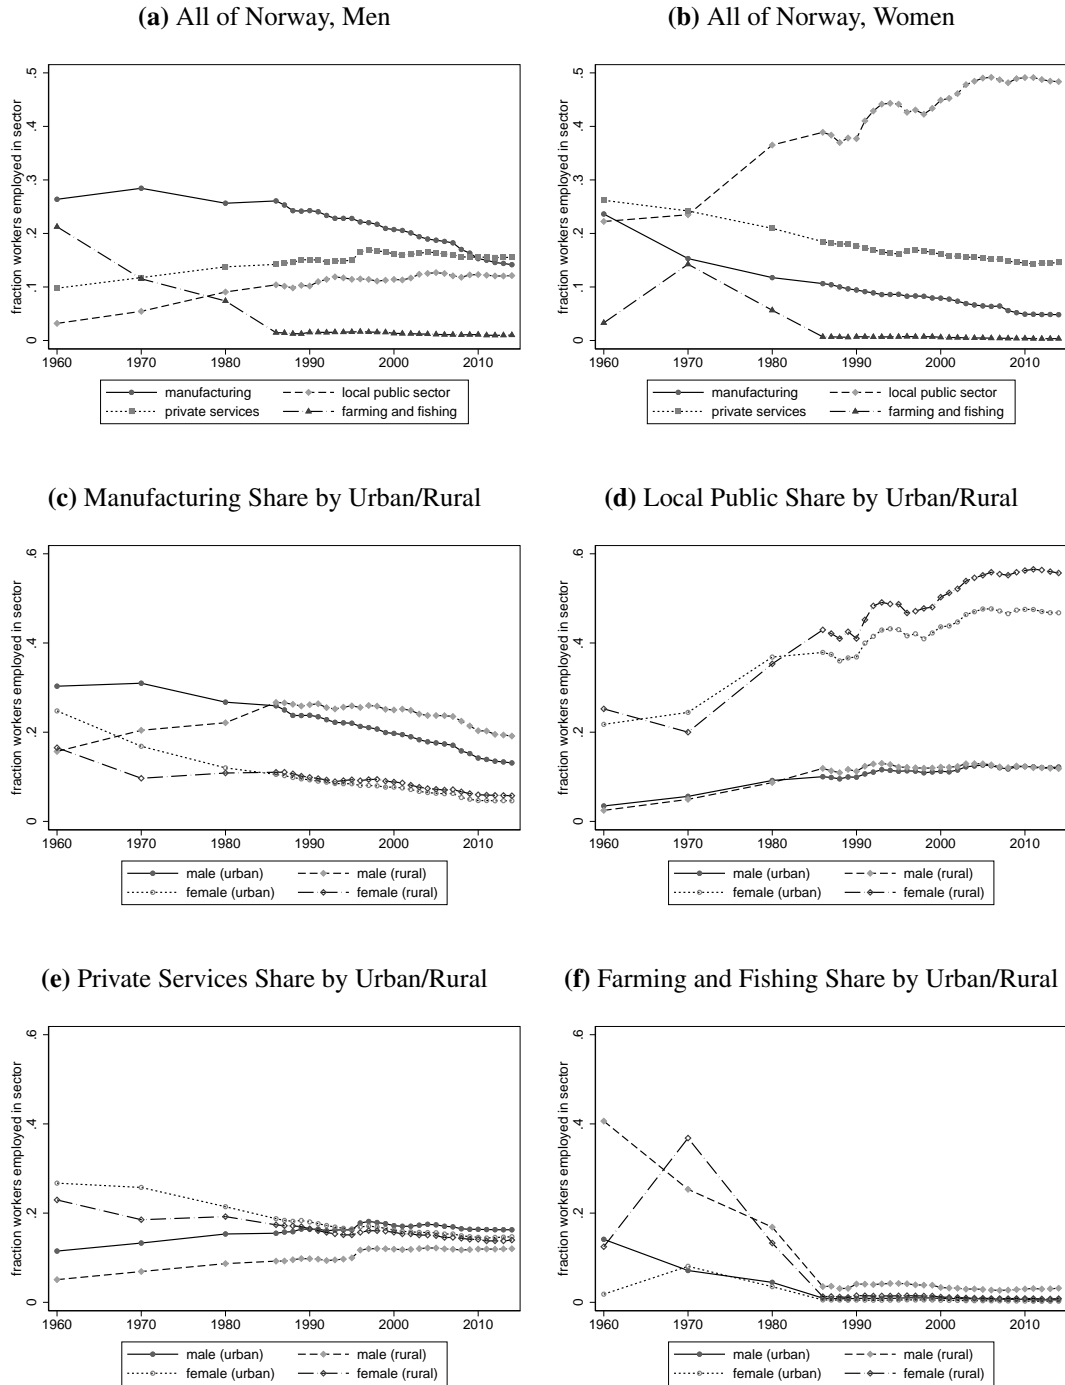 (a) All of Norway, Men
fraction workers employed in sector
0 .1 .2 .3 .4 .5
1960 1970 1980 1990 2000 2010
manufacturing local public sector
private services farming and fishing
(b) All of Norway, Women
fraction workers employed in sector
0 .1 .2 .3 .4 .5
1960 1970 1980 1990 2000 2010
manufacturing local public sector
private services farming and fishing
(c) Manufacturing Share by Urban/Rural
fraction workers employed in sector
0 .2 .4 .6
1960 1970 1980 1990 2000 2010
male (urban) male (rural)
female (urban) female (rural)
(d) Local Public Share by Urban/Rural
fraction workers employed in sector
0 .2 .4 .6
1960 1970 1980 1990 2000 2010
male (urban) male (rural)
female (urban) female (rural)
(e) Private Services Share by Urban/Rural
fraction workers employed in sector
0 .2 .4 .6
1960 1970 1980 1990 2000 2010
male (urban) male (rural)
female (urban) female (rural)
(f) Farming and Fishing Share by Urban/Rural
fraction workers employed in sector
0 .2 .4 .6
1960 1970 1980 1990 2000 2010
male (urban) male (rural)
female (urban) female (rural)